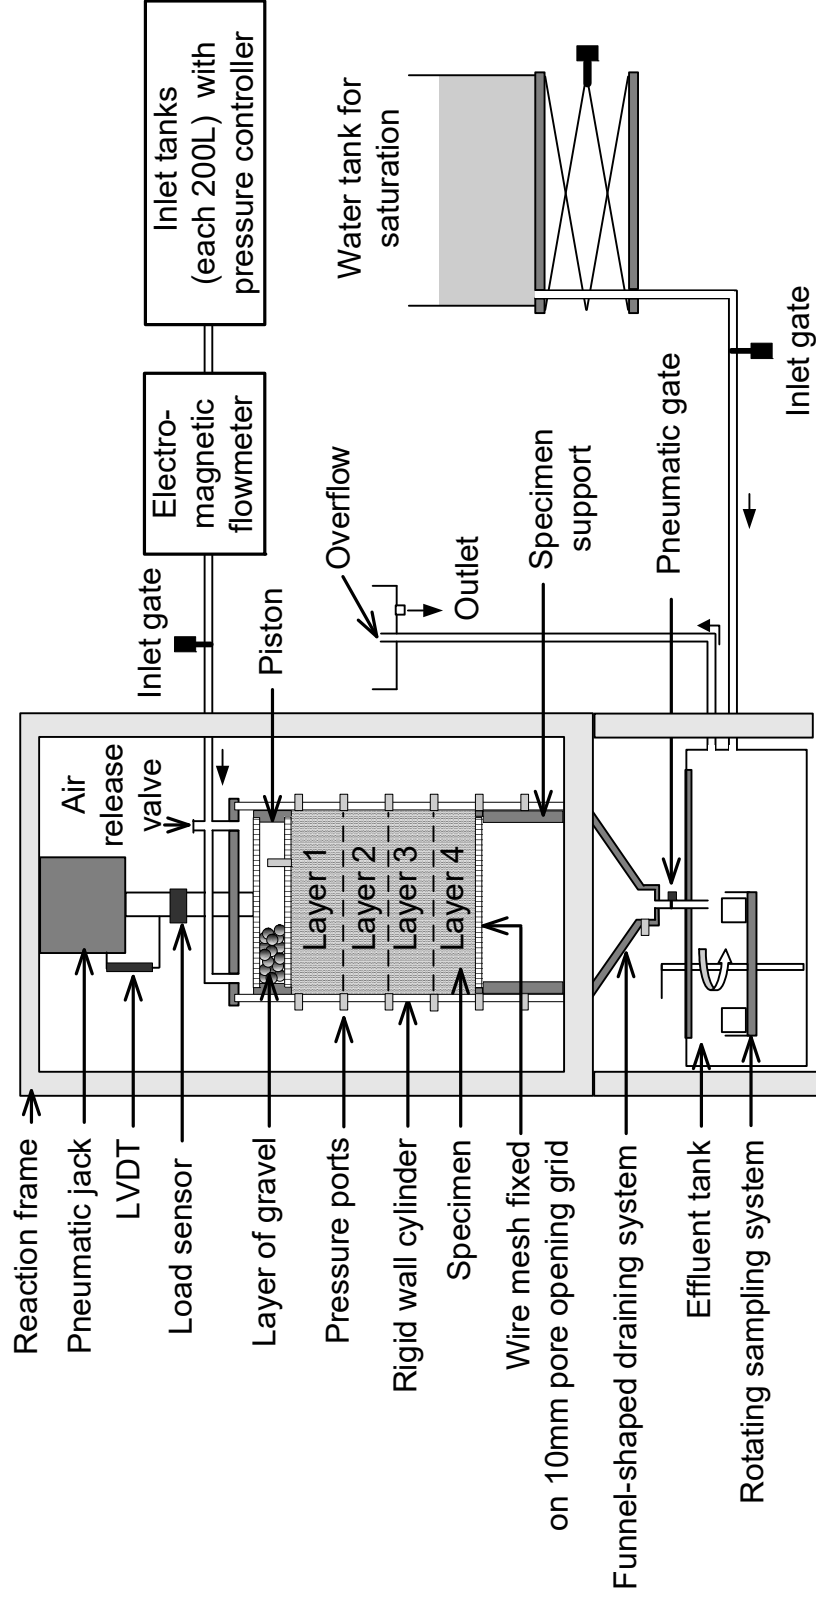 Reaction frame
Pneumatic jack
LVDT
Load sensor
Layer of gravel
Pressure ports
Rigid wall cylinder
Specimen
Wire mesh fixed
on 10mm pore opening grid
Funnel-shaped draining system
Effluent tank
Rotating sampling system
Air
release
valve
Layer 1
Layer 2
Layer 3
Layer 4
Inlet gate
Piston
Electro-
magnetic
flowmeter
Inlet tanks
(each 200L) with
pressure controller
Overflow
Outlet
Specimen
support
Pneumatic gate
Water tank for
saturation
Inlet gate